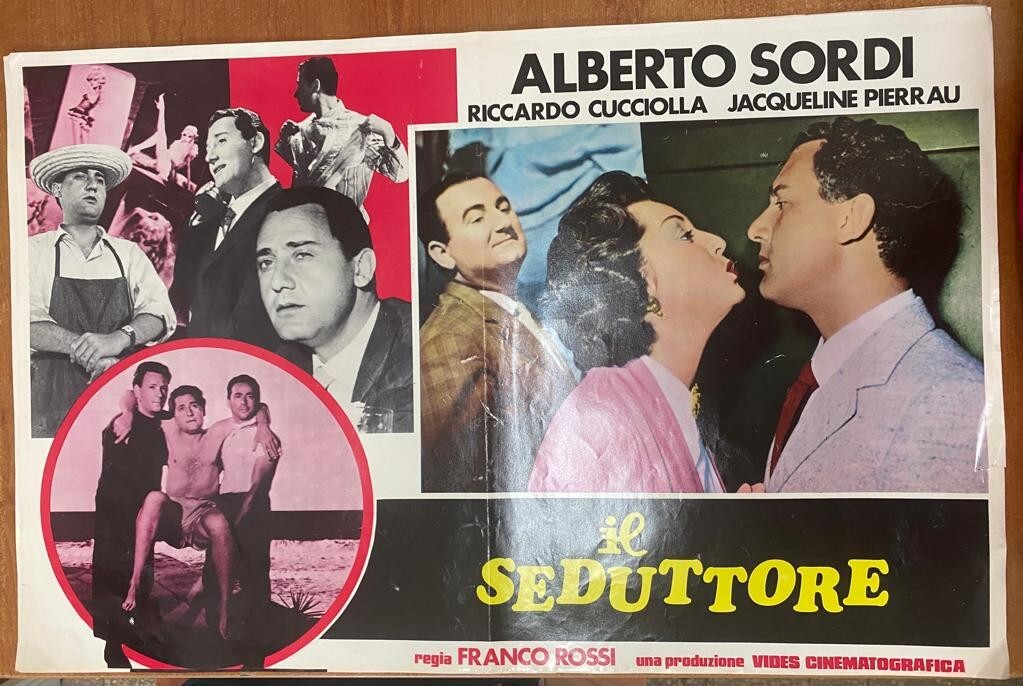 ALBERTO SORDI
RICCARDO CUCCIOLLA JACQUELINE PIERRAU
il
SEDUTTORE
regia FRANCO ROSSI una produzione VIDES CINEMATOGRAFICA